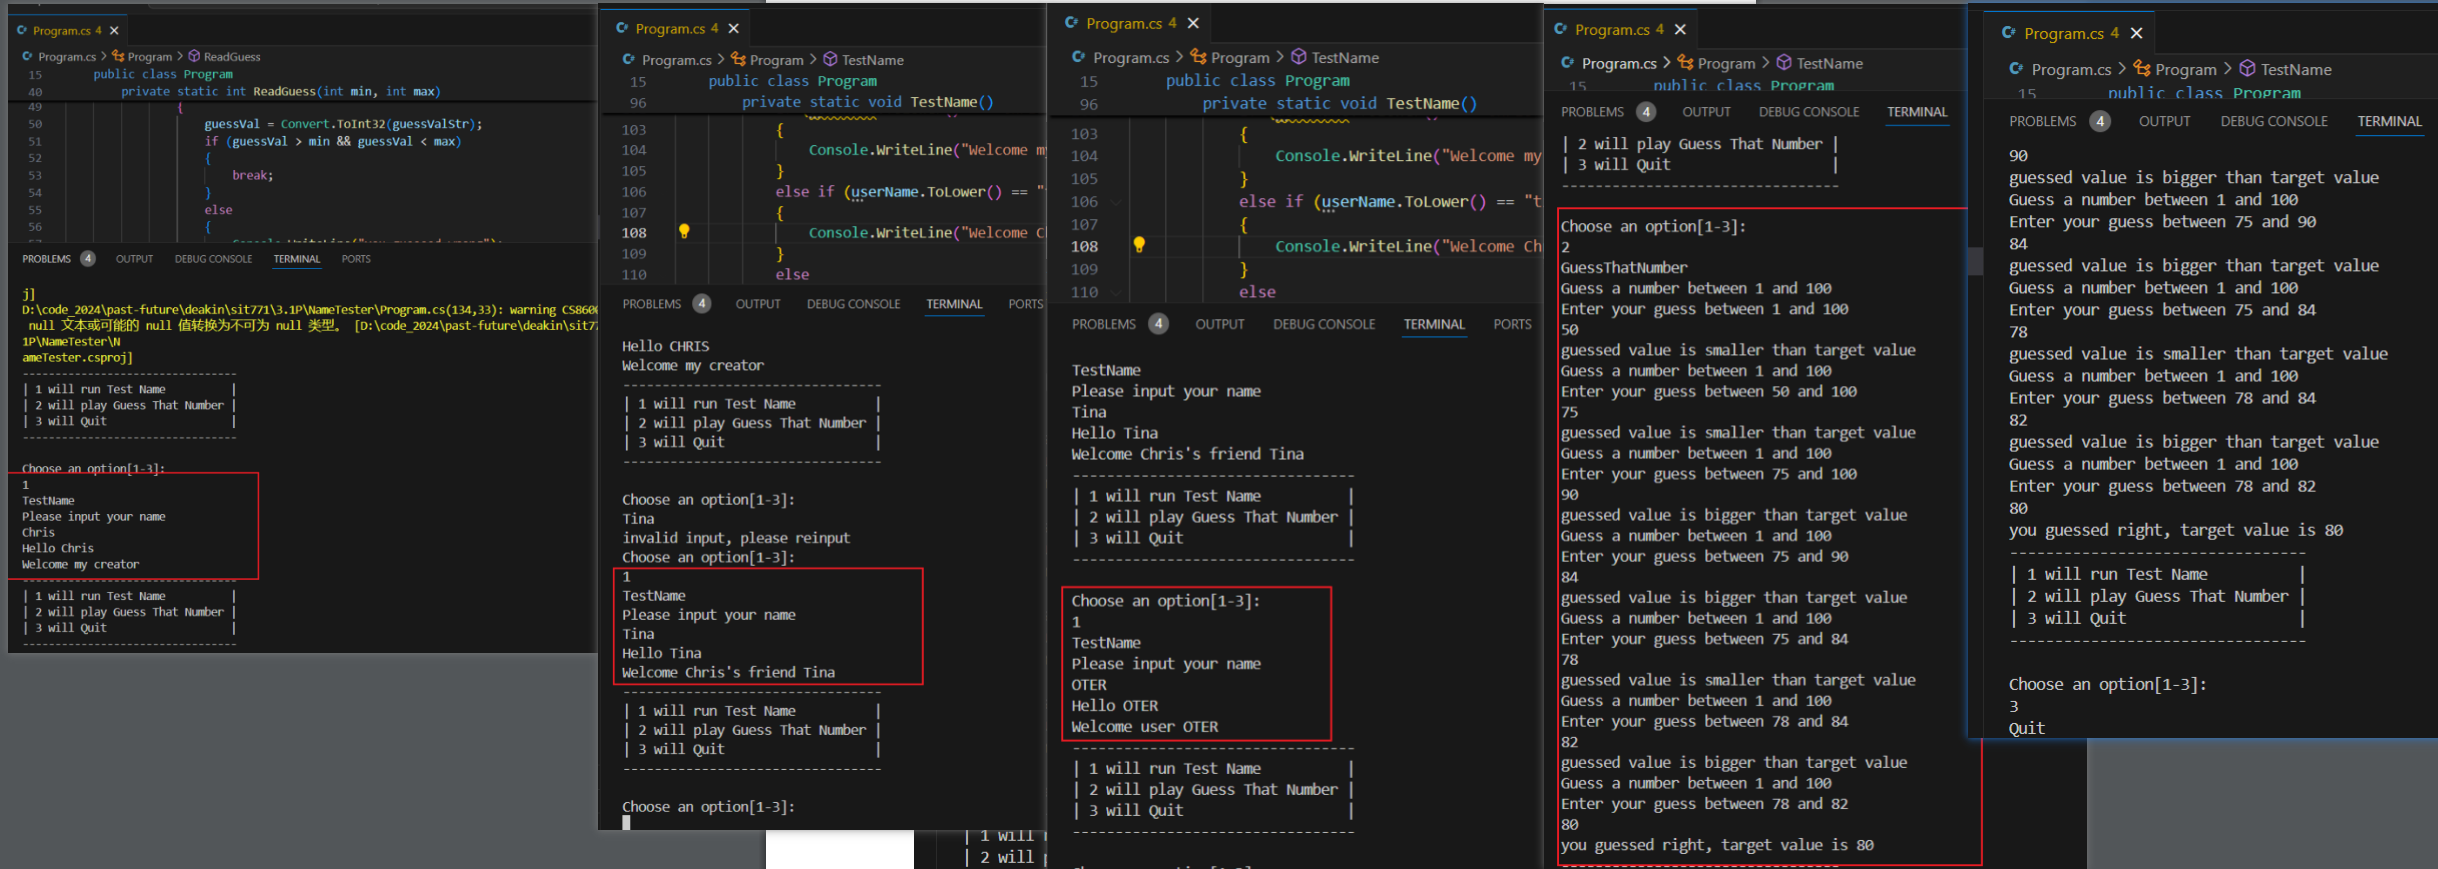 Program.cs 4
Program.cs > Program > ReadGuess
15 public class Program
40 private static int ReadGuess(int min, int max)
49 {
50 guessVal = Convert.ToInt32(guessValStr);
51 if (guessVal > min && guessVal < max)
52 {
53 break;
54 }
55 else
56 {
PROBLEMS 4 OUTPUT DEBUG CONSOLE TERMINAL PORTS
j]
D:\code_2024\past-future\deakin\sit771\3.1P\NameTester\Program.cs(134,33): warning CS8600
null 文本或可能的 null 值转换为不可为 null 类型。 [D:\code_2024\past-future\deakin\sit77
1P\NameTester\N
ameTester.csproj]
---------------------------------
| 1 will run Test Name |
| 2 will play Guess That Number |
| 3 will Quit |
---------------------------------
Choose an option[1-3]:
1
TestName
Please input your name
Chris
Hello Chris
Welcome my creator
---------------------------------
| 1 will run Test Name |
| 2 will play Guess That Number |
| 3 will Quit |
---------------------------------
Program.cs 4
Program.cs > Program > TestName
15 public class Program
96 private static void TestName()
103 {
104 Console.WriteLine("Welcome my
105 }
106 else if (userName.ToLower() == "
107 {
108 Console.WriteLine("Welcome C
109 }
110 else
PROBLEMS 4 OUTPUT DEBUG CONSOLE TERMINAL PORTS
Hello CHRIS
Welcome my creator
---------------------------------
| 1 will run Test Name |
| 2 will play Guess That Number |
| 3 will Quit |
---------------------------------
Choose an option[1-3]:
Tina
invalid input, please reinput
Choose an option[1-3]:
1
TestName
Please input your name
Tina
Hello Tina
Welcome Chris's friend Tina
---------------------------------
| 1 will run Test Name |
| 2 will play Guess That Number |
| 3 will Quit |
---------------------------------
Choose an option[1-3]:
Program.cs 4
Program.cs > Program > TestName
15 public class Program
96 private static void TestName()
103 {
104 Console.WriteLine("Welcome my
105 }
106 else if (userName.ToLower() == "t
107 {
108 Console.WriteLine("Welcome Ch
109 }
110 else
PROBLEMS 4 OUTPUT DEBUG CONSOLE TERMINAL PORTS
TestName
Please input your name
Tina
Hello Tina
Welcome Chris's friend Tina
---------------------------------
| 1 will run Test Name |
| 2 will play Guess That Number |
| 3 will Quit |
---------------------------------
Choose an option[1-3]:
1
TestName
Please input your name
OTER
Hello OTER
Welcome user OTER
---------------------------------
| 1 will run Test Name |
| 2 will play Guess That Number |
| 3 will Quit |
---------------------------------
| 1 will
| 2 will
Program.cs 4
Program.cs > Program > TestName
15 public class Program
PROBLEMS 4 OUTPUT DEBUG CONSOLE TERMINAL
| 2 will play Guess That Number |
| 3 will Quit |
---------------------------------
Choose an option[1-3]:
2
GuessThatNumber
Guess a number between 1 and 100
Enter your guess between 1 and 100
50
guessed value is smaller than target value
Guess a number between 1 and 100
Enter your guess between 50 and 100
75
guessed value is smaller than target value
Guess a number between 1 and 100
Enter your guess between 75 and 100
90
guessed value is bigger than target value
Guess a number between 1 and 100
Enter your guess between 75 and 90
84
guessed value is bigger than target value
Guess a number between 1 and 100
Enter your guess between 75 and 84
78
guessed value is smaller than target value
Guess a number between 1 and 100
Enter your guess between 78 and 84
82
guessed value is bigger than target value
Guess a number between 1 and 100
Enter your guess between 78 and 82
80
you guessed right, target value is 80
Program.cs 4
Program.cs > Program > TestName
15 public class Program
PROBLEMS 4 OUTPUT DEBUG CONSOLE TERMINAL
90
guessed value is bigger than target value
Guess a number between 1 and 100
Enter your guess between 75 and 90
84
guessed value is bigger than target value
Guess a number between 1 and 100
Enter your guess between 75 and 84
78
guessed value is smaller than target value
Guess a number between 1 and 100
Enter your guess between 78 and 84
82
guessed value is bigger than target value
Guess a number between 1 and 100
Enter your guess between 78 and 82
80
you guessed right, target value is 80
---------------------------------
| 1 will run Test Name |
| 2 will play Guess That Number |
| 3 will Quit |
---------------------------------
Choose an option[1-3]:
3
Quit